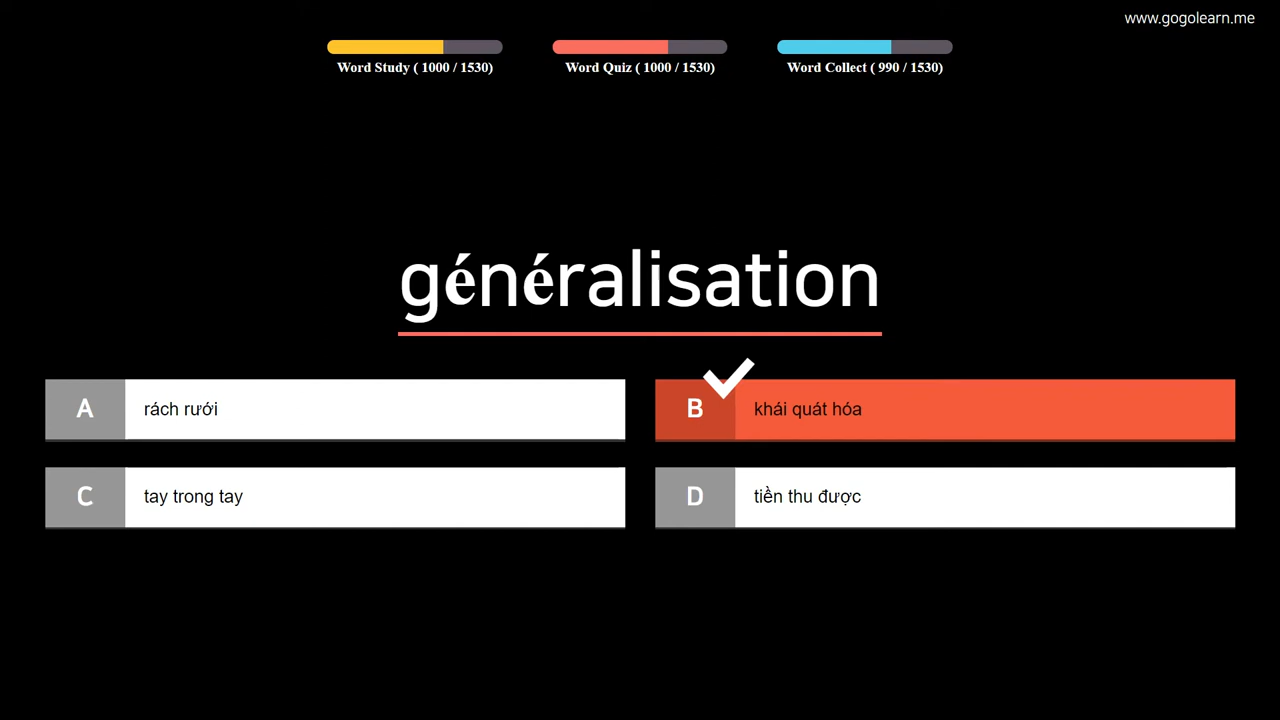 www.gogolearn.me
Word Study ( 1000 / 1530)
Word Quiz ( 1000 / 1530)
Word Collect ( 990 / 1530)
généralisation
A rách rưới
B khái quát hóa
C tay trong tay
D tiền thu được